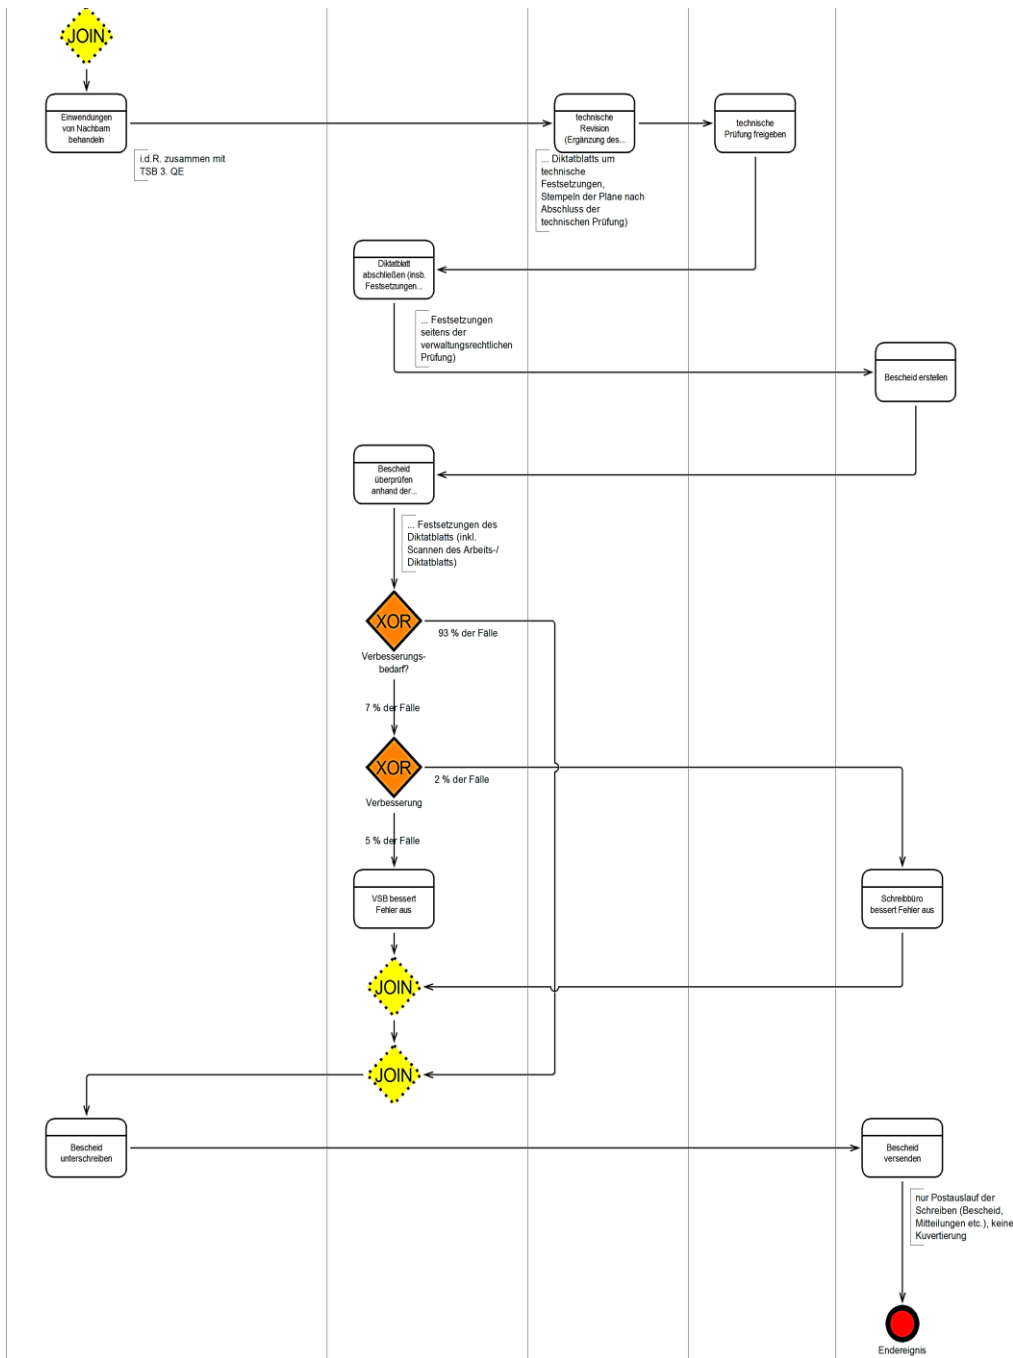 JOIN
Einwendungen
von Nachbarn
behandeln
i.d.R. zusammen mit
TSB 3. QE
technische
Revision
(Ergänzung des...
... Diktatblatts um
technische
Festsetzungen,
Stempeln der Pläne nach
Abschluss der
technischen Prüfung)
technische
Prüfung freigeben
Diktatblatt
abschließen (insb.
Festsetzungen...
... Festsetzungen
seitens der
verwaltungsrechtlichen
Prüfung)
Bescheid erstellen
Bescheid
überprüfen
anhand der...
... Festsetzungen des
Diktatblatts (inkl.
Scannen des Arbeits-/
Diktatblatts)
XOR
93 % der Fälle
Verbesserungs-
bedarf?
7 % der Fälle
XOR
2 % der Fälle
Verbesserung
5 % der Fälle
VSB bessert
Fehler aus
Schreibbüro
bessert Fehler aus
JOIN
JOIN
Bescheid
unterschreiben
Bescheid
versenden
nur Postauslauf der
Schreiben (Bescheid,
Mitteilungen etc.), keine
Kuvertierung
Endereignis